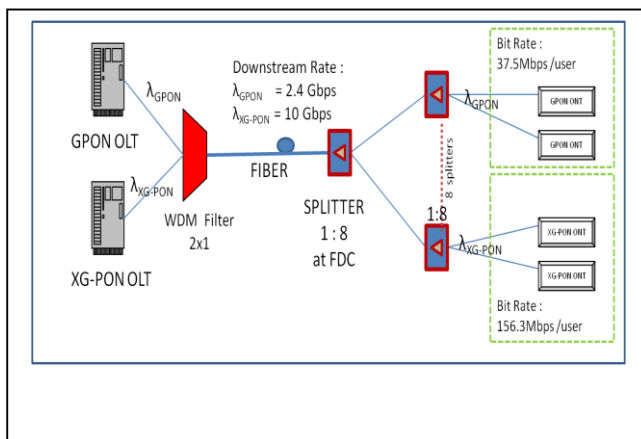 λGPON
GPON OLT
λXG-PON
XG-PON OLT
WDM Filter
2x1
Downstream Rate :
λGPON = 2.4 Gbps
λXG-PON = 10 Gbps
FIBER
SPLITTER
1 : 8
at FDC
8 splitters
1:8
λGPON
λXG-PON
Bit Rate :
37.5Mbps /user
GPON ONT
GPON ONT
XG-PON ONT
XG-PON ONT
Bit Rate :
156.3Mbps /user